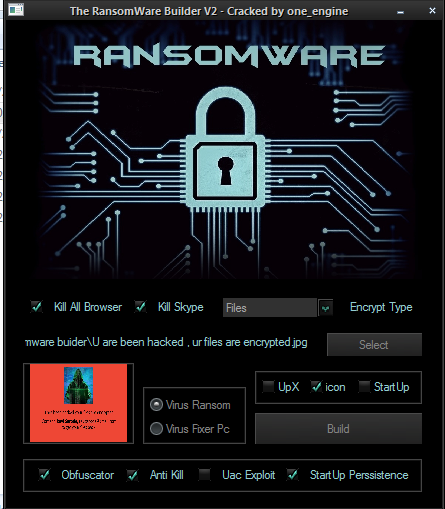 The RansomWare Builder V2 - Cracked by one_engine
RANSOMWARE
Kill All Browser
Kill Skype
Files
Encrypt Type
mware buider\U are been hacked , ur files are encrypted.jpg
Select
Virus Ransom
Virus Fixer Pc
UpX
icon
StartUp
Build
Obfuscator
Anti Kill
Uac Exploit
StartUp Perssistence